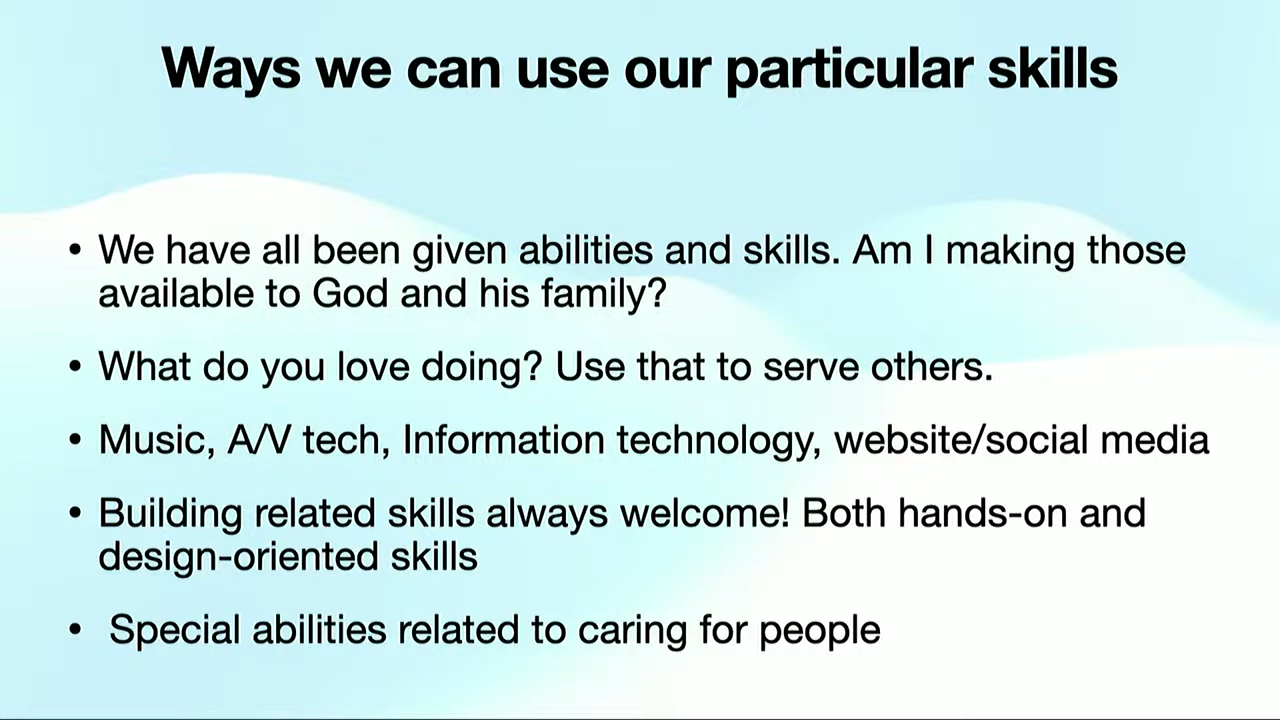 Ways we can use our particular skills
• We have all been given abilities and skills. Am I making those
available to God and his family?
• What do you love doing? Use that to serve others.
• Music, A/V tech, Information technology, website/social media
• Building related skills always welcome! Both hands-on and
design-oriented skills
• Special abilities related to caring for people